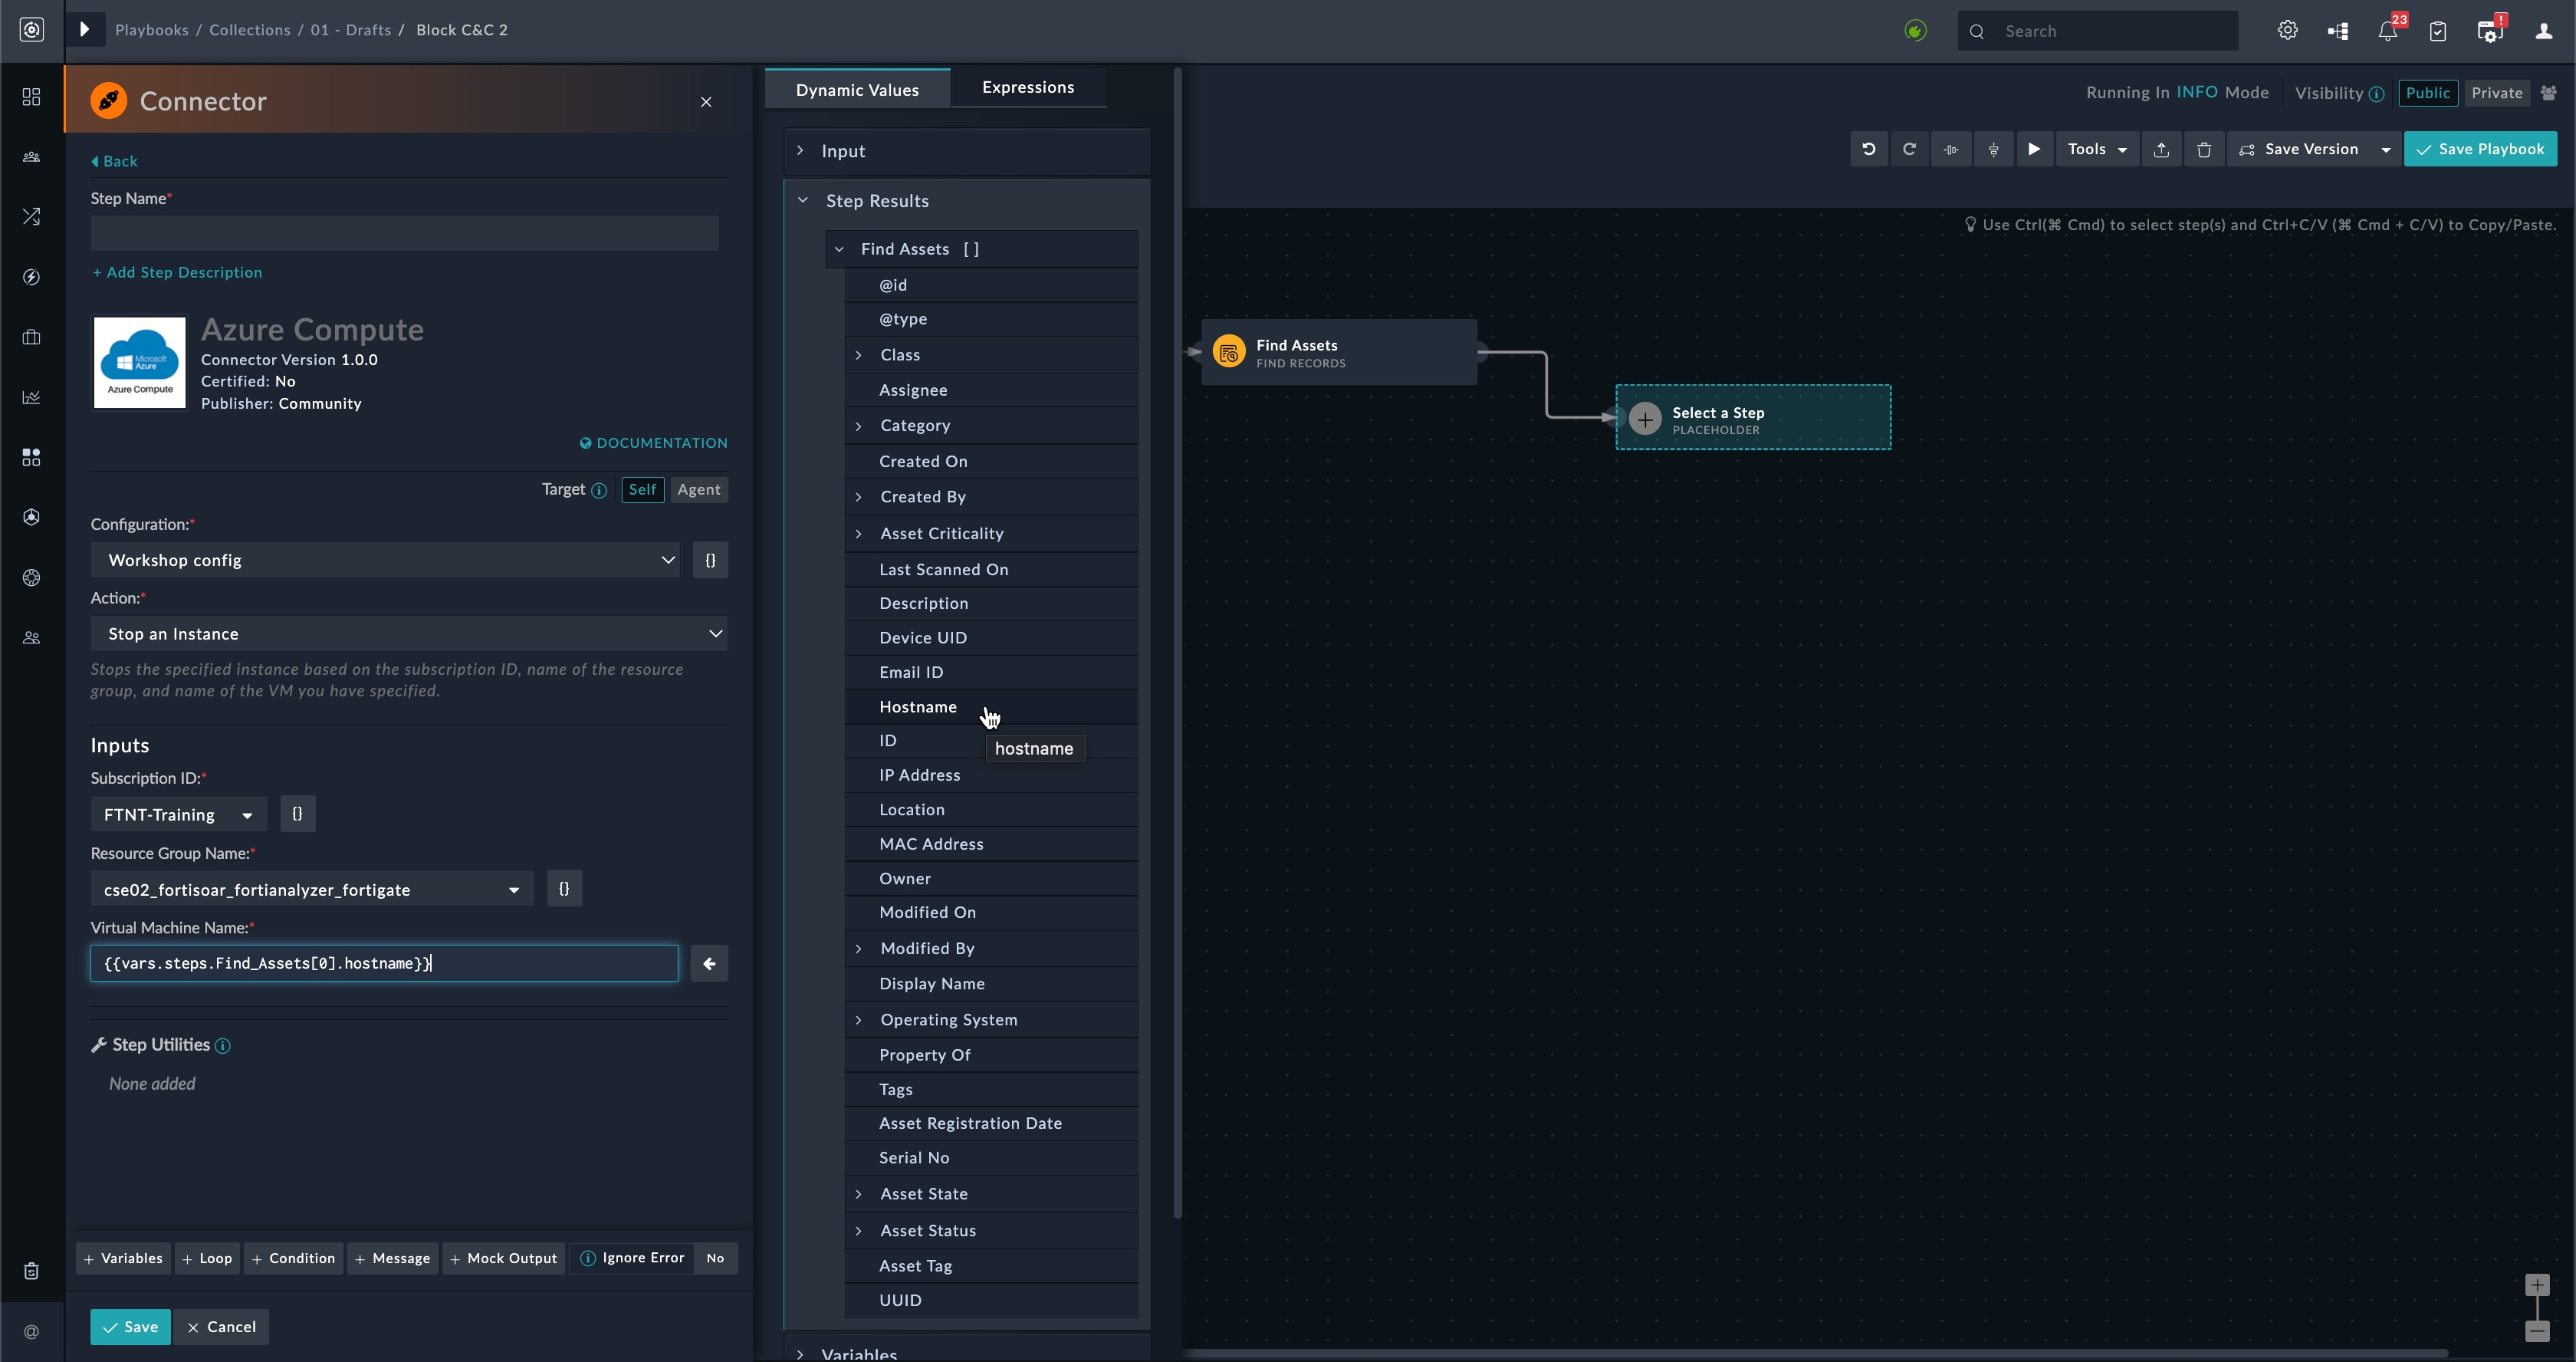 Playbooks / Collections / 01 - Drafts / Block C&C 2
Search
23
!
Connector
Back
Step Name*
+ Add Step Description
Microsoft Azure
Azure Compute
Azure Compute
Connector Version 1.0.0
Certified: No
Publisher: Community
DOCUMENTATION
Target Self Agent
Configuration:*
Workshop config
{}
Action:*
Stop an Instance
Stops the specified instance based on the subscription ID, name of the resource
group, and name of the VM you have specified.
Inputs
Subscription ID:*
FTNT-Training
{}
Resource Group Name:*
cse02_fortisoar_fortianalyzer_fortigate
{}
Virtual Machine Name:*
{{vars.steps.Find_Assets[0].hostname}}
Step Utilities
None added
+ Variables + Loop + Condition + Message + Mock Output Ignore Error No
Save Cancel
@
Dynamic Values Expressions
Input
Step Results
Find Assets [ ]
@id
@type
Class
Assignee
Category
Created On
Created By
Asset Criticality
Last Scanned On
Description
Device UID
Email ID
Hostname
ID
hostname
IP Address
Location
MAC Address
Owner
Modified On
Modified By
Display Name
Operating System
Property Of
Tags
Asset Registration Date
Serial No
Asset State
Asset Status
Asset Tag
UUID
Variables
Running In INFO Mode Visibility Public Private
Tools Save Version Save Playbook
Use Ctrl(⌘ Cmd) to select step(s) and Ctrl+C/V (⌘ Cmd + C/V) to Copy/Paste.
Find Assets
FIND RECORDS
Select a Step
PLACEHOLDER